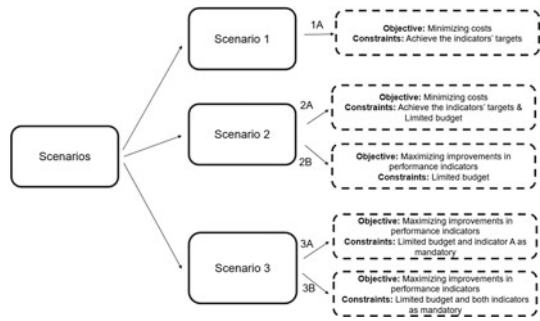 Scenarios
Scenario 1
1A
Objective: Minimizing costs
Constraints: Achieve the indicators' targets
Scenario 2
2A
Objective: Minimizing costs
Constraints: Achieve the indicators' targets &
Limited budget
2B
Objective: Maximizing improvements in
performance indicators
Constraints: Limited budget
Scenario 3
3A
Objective: Maximizing improvements in
performance indicators
Constraints: Limited budget and indicator A as
mandatory
3B
Objective: Maximizing improvements in
performance indicators
Constraints: Limited budget and both indicators
as mandatory